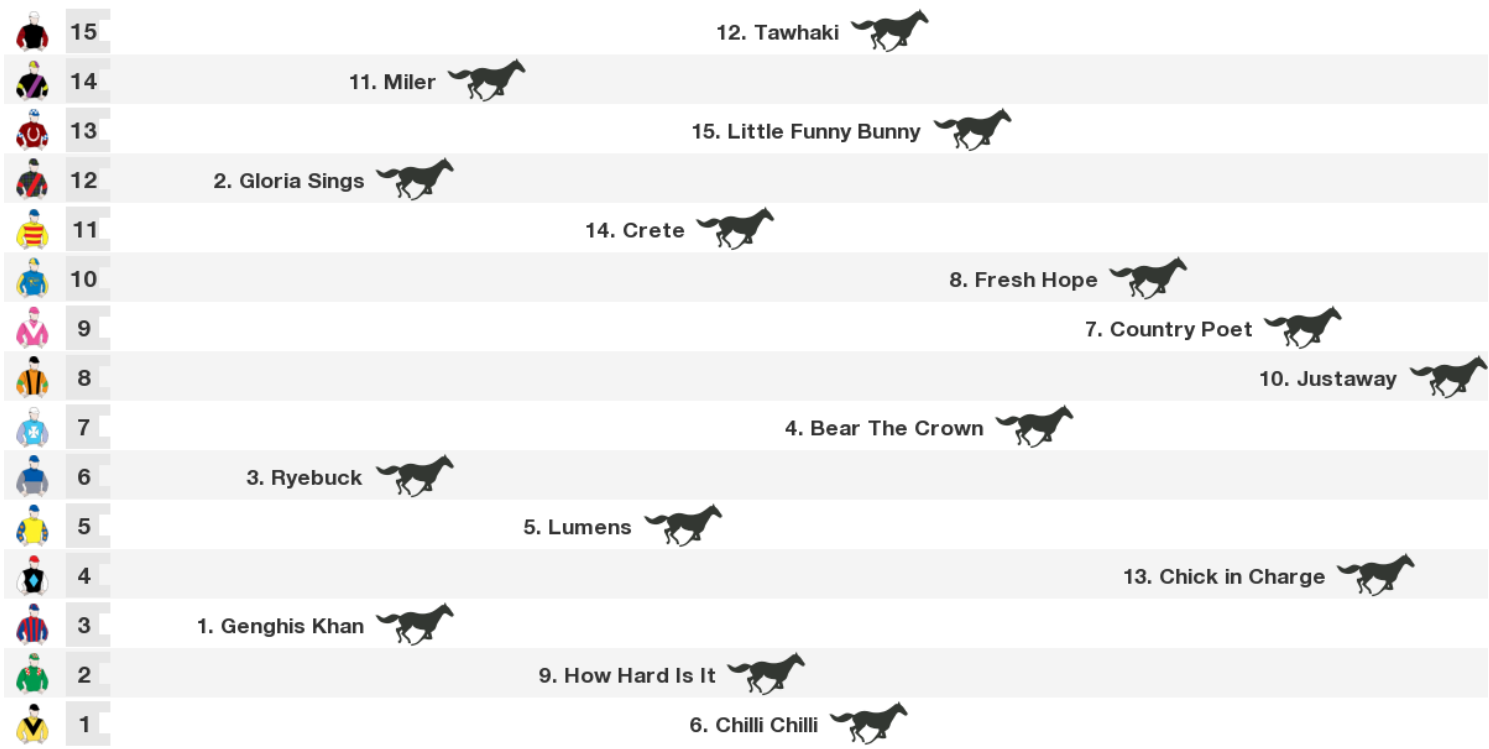 15 12. Tawhaki
14 11. Miler
13 15. Little Funny Bunny
12 2. Gloria Sings
11 14. Crete
10 8. Fresh Hope
9 7. Country Poet
8 10. Justaway
7 4. Bear The Crown
6 3. Ryebuck
5 5. Lumens
4 13. Chick in Charge
3 1. Genghis Khan
2 9. How Hard Is It
1 6. Chilli Chilli